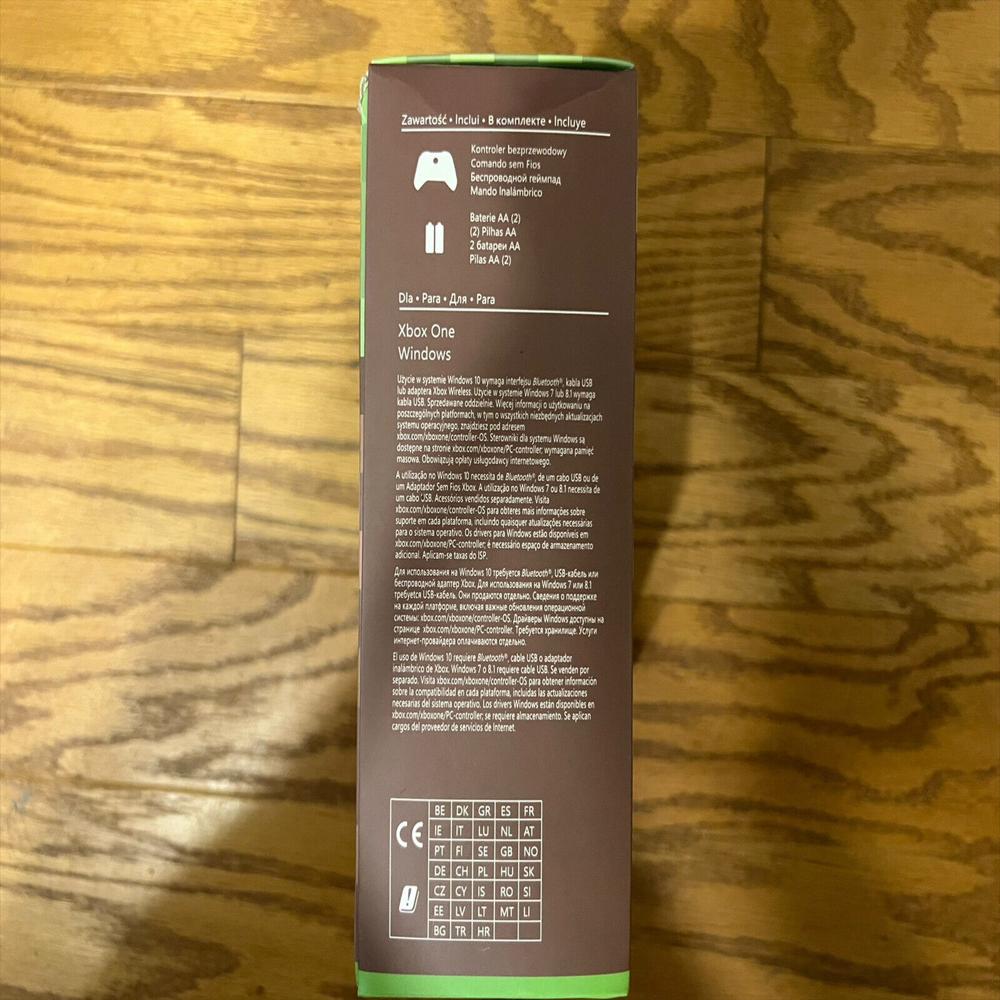 Zawartość • Inclui • В комплекте • Incluye
Kontroler bezprzewodowy
Comando sem Fios
Беспроводной геймпад
Mando Inalámbrico
Baterie AA (2)
(2) Pilhas AA
2 батареи AA
Pilas AA (2)
Dla • Para • Для • Para
Xbox One
Windows
Użycie w systemie Windows 10 wymaga interfejsu Bluetooth®, kabla USB
lub adaptera Xbox Wireless. Użycie w systemie Windows 7 lub 8.1 wymaga
kabla USB. Sprzedawane oddzielnie. Więcej informacji o użytkowaniu na
poszczególnych platformach, w tym o wszystkich niezbędnych aktualizacjach
systemu operacyjnego, znajdziesz pod adresem
xbox.com/xboxone/controller-OS. Sterowniki dla systemu Windows są
dostępne na stronie xbox.com/xboxone/PC-controller; wymagana pamięć
masowa. Obowiązują opłaty usługodawcy internetowego.
A utilização no Windows 10 necessita de Bluetooth®, de um cabo USB ou de
um Adaptador Sem Fios Xbox. A utilização no Windows 7 ou 8.1 necessita de
um cabo USB. Acessórios vendidos separadamente. Visita
xbox.com/xboxone/controller-OS para obteres mais informações sobre
suporte em cada plataforma, incluindo quaisquer atualizações necessárias
para o sistema operativo. Os drivers para Windows estão disponíveis em
xbox.com/xboxone/PC-controller; é necessário espaço de armazenamento
adicional. Aplicam-se taxas do ISP.
Для использования на Windows 10 требуется Bluetooth®, USB-кабель или
беспроводной адаптер Xbox. Для использования на Windows 7 или 8.1
требуется USB-кабель. Они продаются отдельно. Сведения о поддержке
на каждой платформе, включая важные обновления операционной
системы: xbox.com/xboxone/controller-OS. Драйверы Windows доступны на
странице xbox.com/xboxone/PC-controller. Требуется хранилище. Услуги
интернет-провайдера оплачиваются отдельно.
El uso de Windows 10 requiere Bluetooth®, cable USB o adaptador
inalámbrico de Xbox. Windows 7 o 8.1 requiere cable USB. Se venden por
separado. Visita xbox.com/xboxone/controller-OS para obtener información
sobre la compatibilidad en cada plataforma, incluidas las actualizaciones
necesarias del sistema operativo. Los drivers Windows están disponibles en
xbox.com/xboxone/PC-controller; se requiere almacenamiento. Se aplican
cargos del proveedor de servicios de Internet.
CE
BE DK GR ES FR
IE IT LU NL AT
PT FI SE GB NO
DE CH PL HU SK
CZ CY IS RO SI
EE LV LT MT LI
BG TR HR